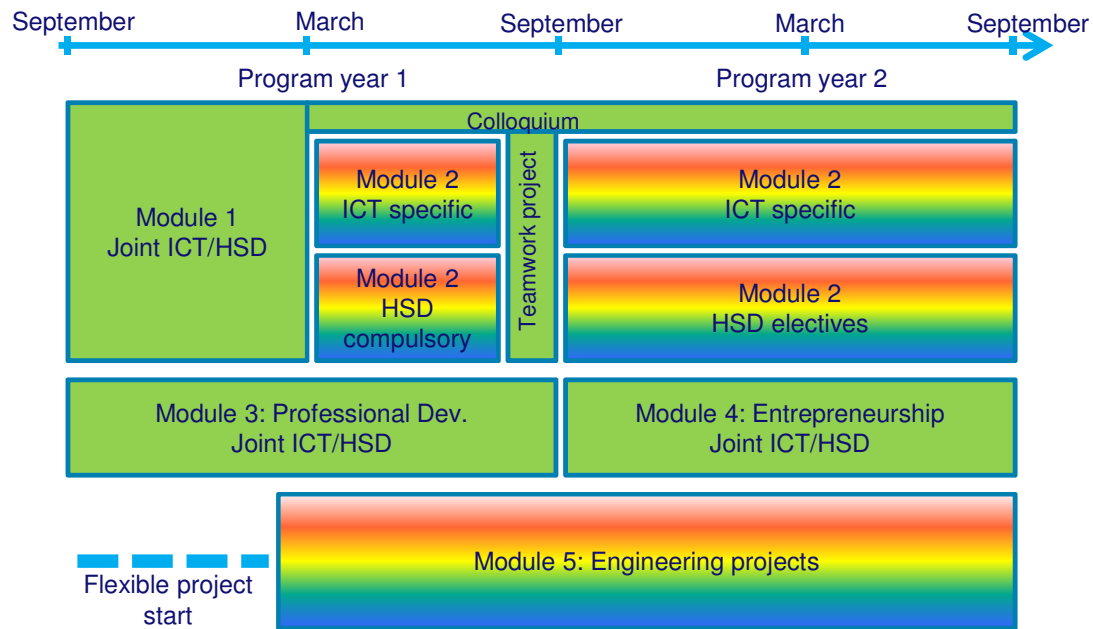 September
March
September
March
September
Program year 1
Program year 2
Colloquium
Module 1
Joint ICT/HSD
Module 2
ICT specific
Module 2
HSD
compulsory
Teamwork project
Module 2
ICT specific
Module 2
HSD electives
Module 3: Professional Dev.
Joint ICT/HSD
Module 4: Entrepreneurship
Joint ICT/HSD
Module 5: Engineering projects
Flexible project
start